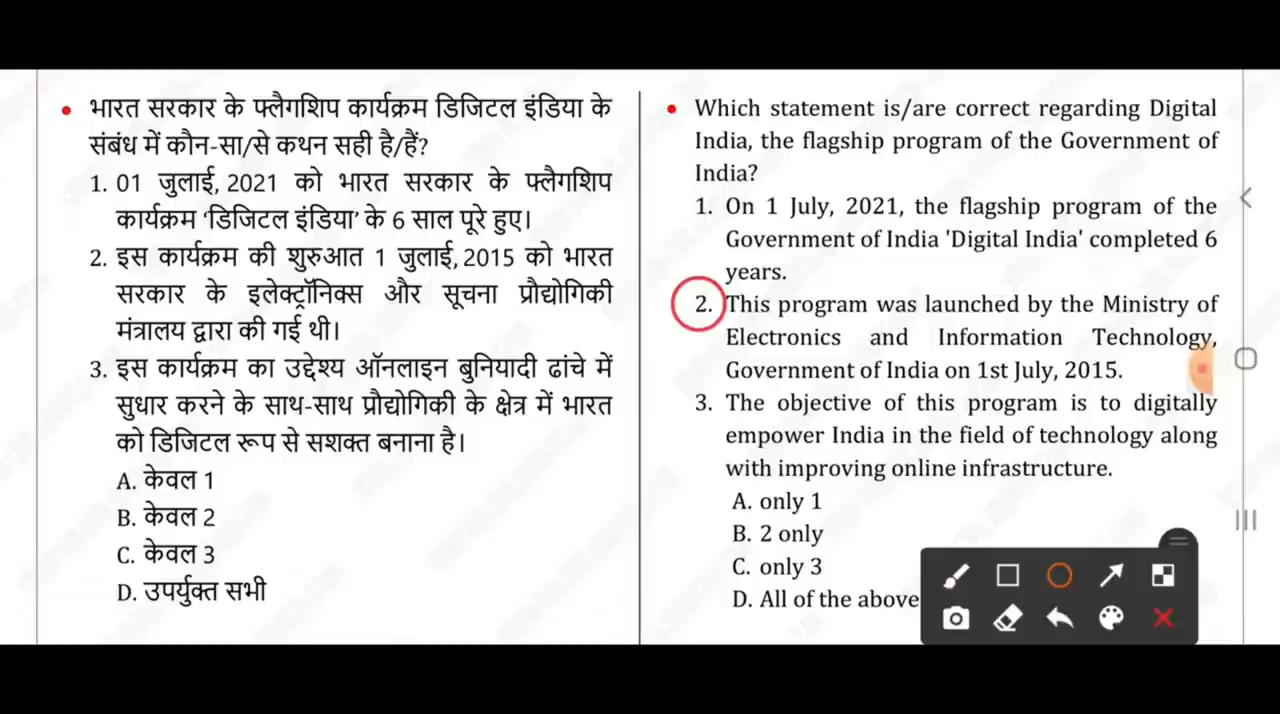 • भारत सरकार के फ्लैगशिप कार्यक्रम डिजिटल इंडिया के
संबंध में कौन-सा/से कथन सही है/हैं?
1. 01 जुलाई, 2021 को भारत सरकार के फ्लैगशिप
कार्यक्रम ‘डिजिटल इंडिया’ के 6 साल पूरे हुए।
2. इस कार्यक्रम की शुरुआत 1 जुलाई, 2015 को भारत
सरकार के इलेक्ट्रॉनिक्स और सूचना प्रौद्योगिकी
मंत्रालय द्वारा की गई थी।
3. इस कार्यक्रम का उद्देश्य ऑनलाइन बुनियादी ढांचे में
सुधार करने के साथ-साथ प्रौद्योगिकी के क्षेत्र में भारत
को डिजिटल रूप से सशक्त बनाना है।
A. केवल 1
B. केवल 2
C. केवल 3
D. उपर्युक्त सभी
• Which statement is/are correct regarding Digital
India, the flagship program of the Government of
India?
1. On 1 July, 2021, the flagship program of the
Government of India 'Digital India' completed 6
years.
2. This program was launched by the Ministry of
Electronics and Information Technology,
Government of India on 1st July, 2015.
3. The objective of this program is to digitally
empower India in the field of technology along
with improving online infrastructure.
A. only 1
B. 2 only
C. only 3
D. All of the above